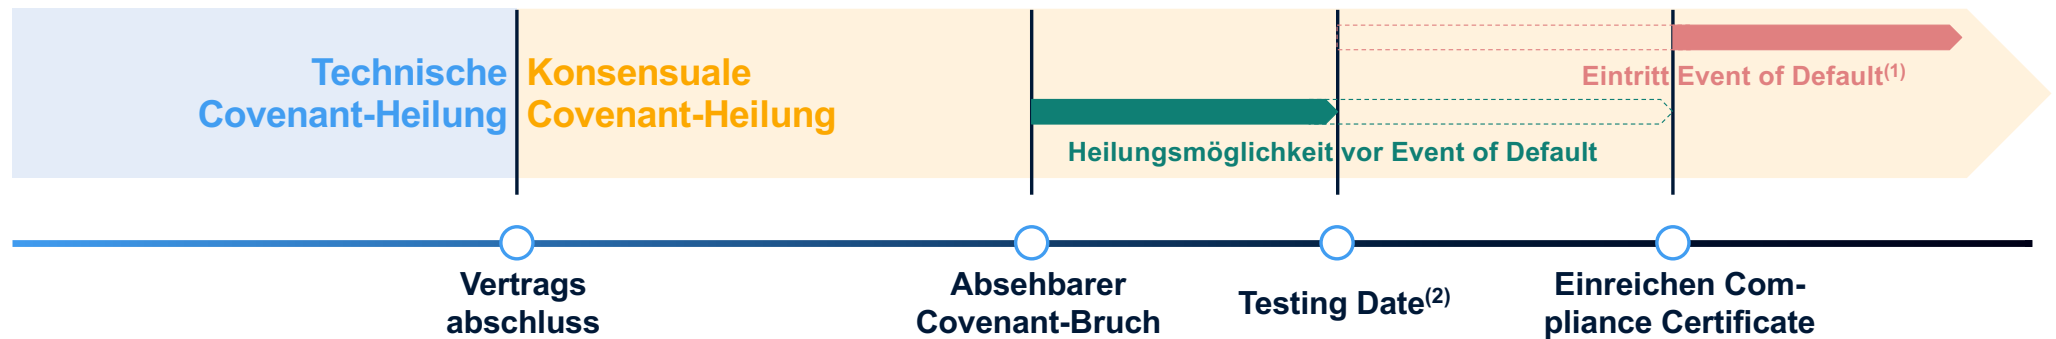 Technische
Covenant-Heilung
Konsensuale
Covenant-Heilung
Eintritt Event of Default(1)
Heilungsmöglichkeit vor Event of Default
Vertrags
abschluss
Absehbarer
Covenant-Bruch
Testing Date(2)
Einreichen Com-
pliance Certificate